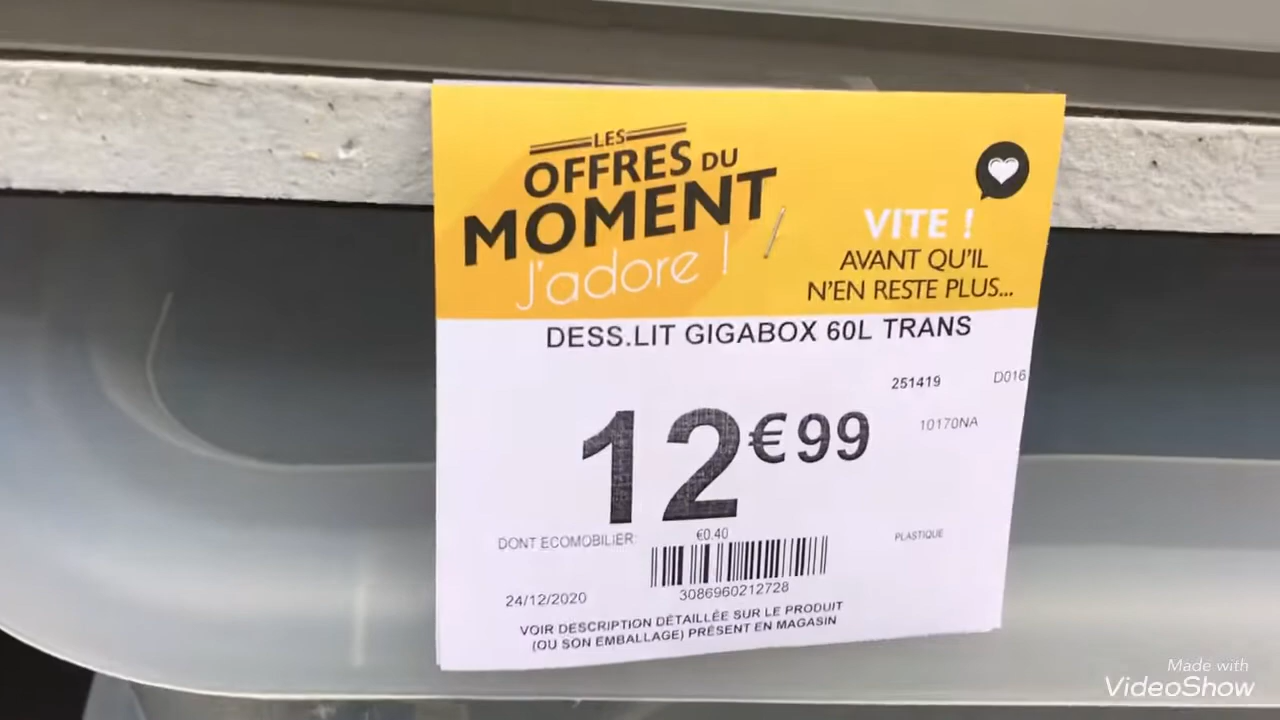 LES
OFFRES DU
MOMENT
J'adore !
VITE !
AVANT QU'IL
N'EN RESTE PLUS...
DESS.LIT GIGABOX 60L TRANS
251419
D016
10170NA
12€99
DONT ECOMOBILIER:
€0.40
PLASTIQUE
3086960212728
24/12/2020
VOIR DESCRIPTION DÉTAILLÉE SUR LE PRODUIT
(OU SON EMBALLAGE) PRÉSENT EN MAGASIN
Made with
VideoShow